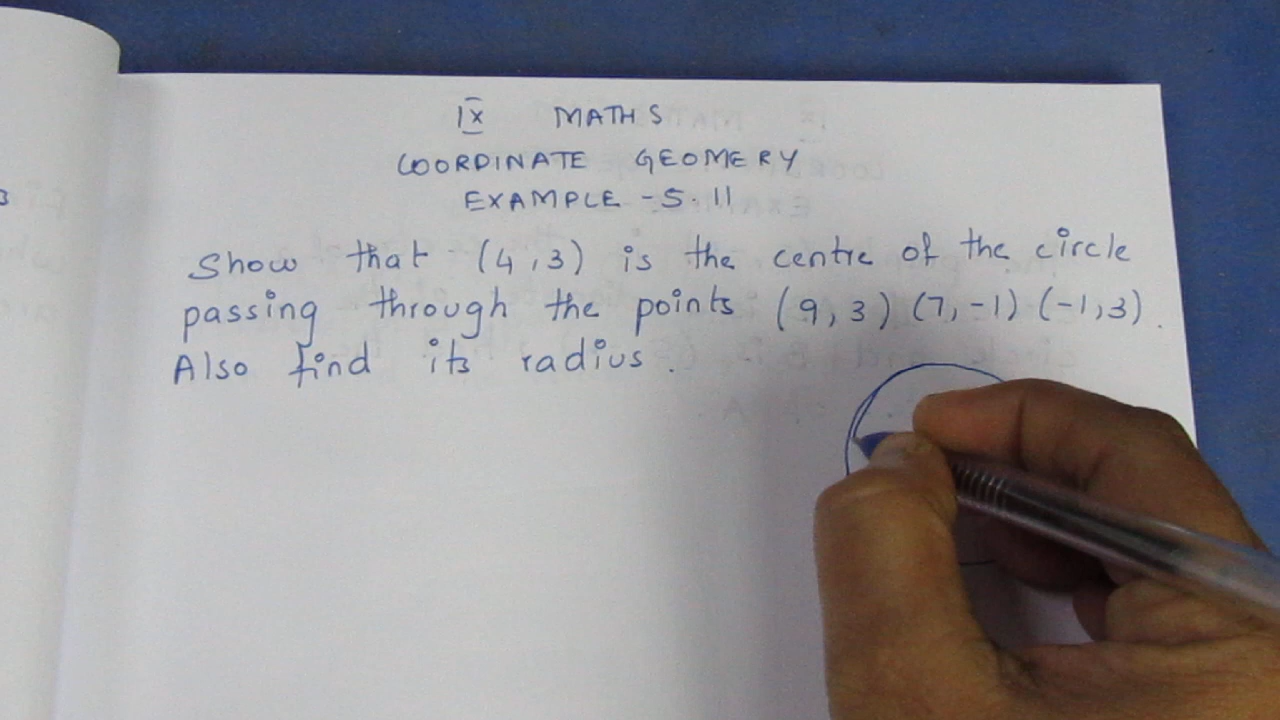 IX MATHS
COORDINATE GEOMERY
EXAMPLE - 5.11
Show that (4,3) is the centre of the circle
passing through the points (9,3) (7,-1) (-1,3).
Also find its radius.